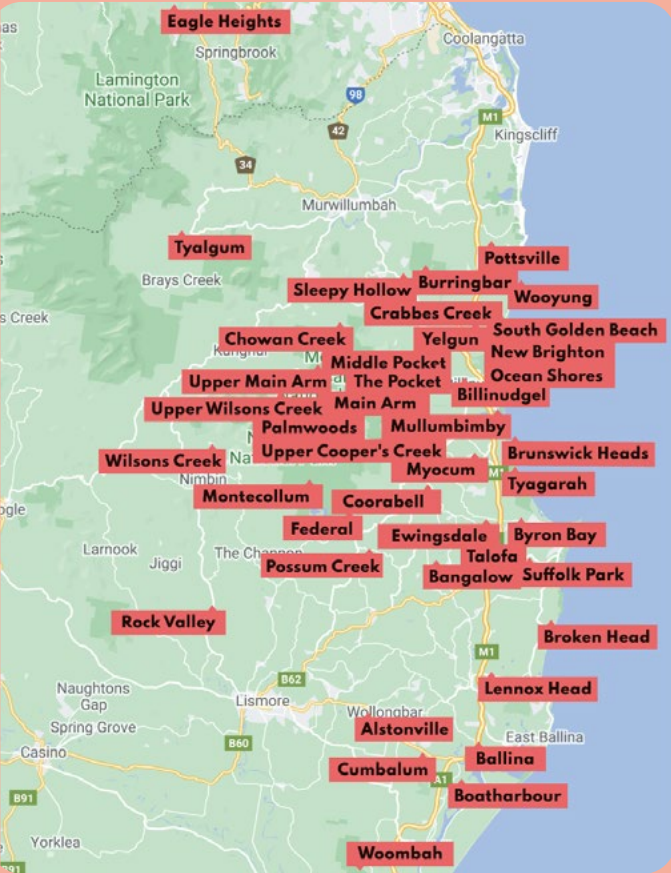 Eagle Heights
Springbrook
Coolangatta
Lamington
National Park
98
42
M1
Kingscliff
34
Murwillumbah
Tyalgum
Pottsville
Brays Creek
Sleepy Hollow
Burringbar
Wooyung
s Creek
Crabbes Creek
Chowan Creek
Yelgun
South Golden Beach
New Brighton
Middle Pocket
Upper Main Arm
The Pocket
Ocean Shores
Billinudgel
Upper Wilsons Creek
Main Arm
Palmwoods
Mullumbimby
Upper Cooper's Creek
Brunswick Heads
Wilsons Creek
Myocum
Nimbin
Tyagarah
Montecollum
Coorabell
ogle
Federal
Ewingsdale
Byron Bay
Larnook
The Channon
Talofa
Jiggi
Possum Creek
Bangalow
Suffolk Park
Rock Valley
Broken Head
M1
B62
Naughtons
Gap
Lennox Head
Lismore
Wollongbar
Spring Grove
Alstonville
East Ballina
B60
Casino
Ballina
Cumbalum
A1
B91
Boatharbour
Yorklea
Woombah
B91